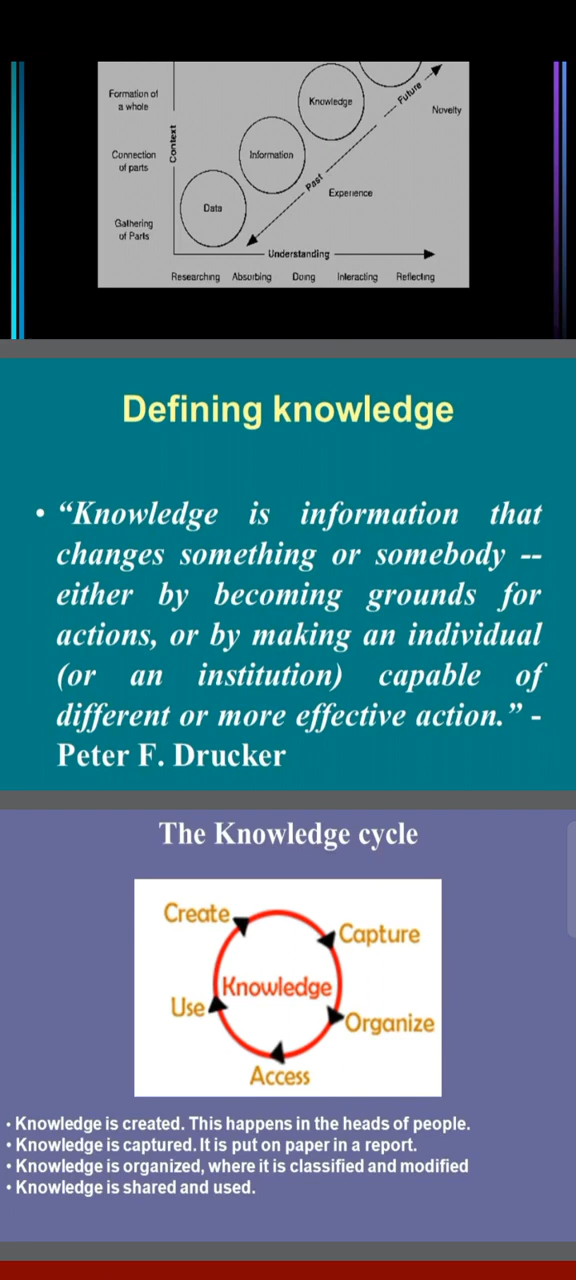 Formation of
a whole
Connection
of parts
Gathering
of Parts
Context
Data
Information
Knowledge
Past
Future
Experience
Novelty
Understanding
Researching Absorbing Doing Interacting Reflecting
Defining knowledge
• “Knowledge is information that
changes something or somebody --
either by becoming grounds for
actions, or by making an individual
(or an institution) capable of
different or more effective action.” -
Peter F. Drucker
The Knowledge cycle
Create
Capture
Knowledge
Use
Organize
Access
• Knowledge is created. This happens in the heads of people.
• Knowledge is captured. It is put on paper in a report.
• Knowledge is organized, where it is classified and modified
• Knowledge is shared and used.